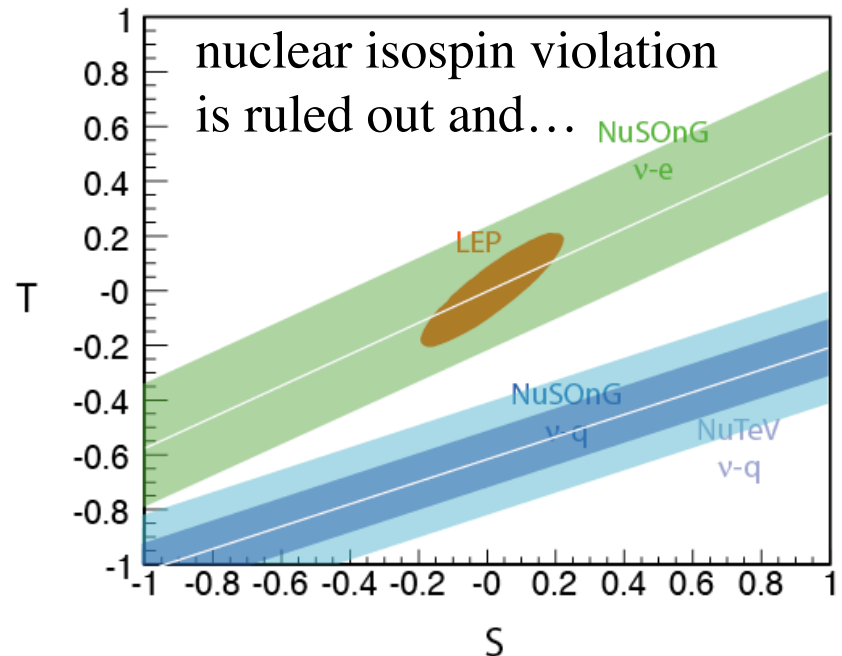 nuclear isospin violation
is ruled out and…
NuSOnG
ν-e
LEP
NuSOnG
ν-q
NuTeV
ν-q
T
1
0.8
0.6
0.4
0.2
-0
-0.2
-0.4
-0.6
-0.8
-1
-1 -0.8 -0.6 -0.4 -0.2 -0 0.2 0.4 0.6 0.8 1
S